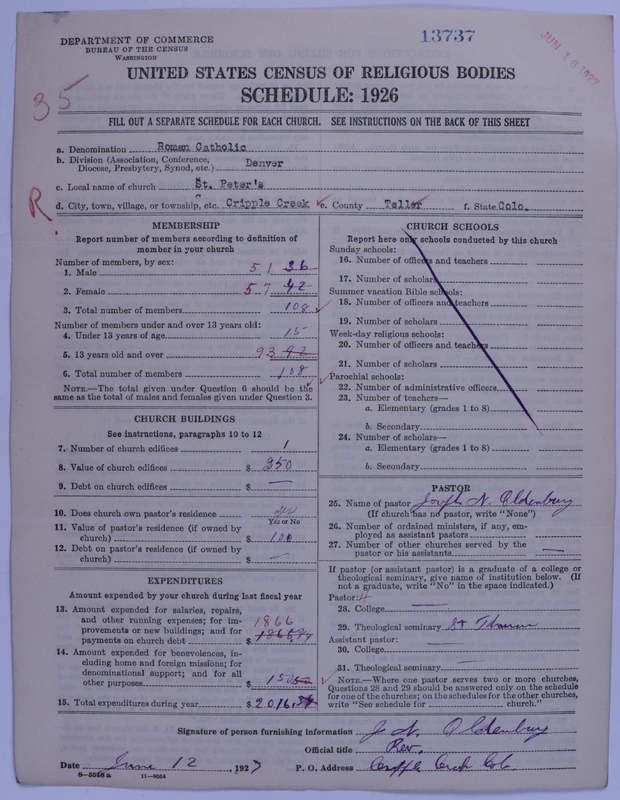 DEPARTMENT OF COMMERCE
BUREAU OF THE CENSUS
WASHINGTON
13737
JUN 16 1927
35
UNITED STATES CENSUS OF RELIGIOUS BODIES
SCHEDULE: 1926
FILL OUT A SEPARATE SCHEDULE FOR EACH CHURCH. SEE INSTRUCTIONS ON THE BACK OF THIS SHEET
a. Denomination Roman Catholic
b. Division (Association, Conference, Diocese, Presbytery, Synod, etc.) Denver
c. Local name of church St. Peter's
R
d. City, town, village, or township, etc. Cripple Creek e. County Teller f. State Colo.
MEMBERSHIP
Report number of members according to definition of
member in your church
Number of members, by sex:
1. Male 51 36
2. Female 57 42
3. Total number of members 108
Number of members under and over 13 years old:
4. Under 13 years of age 15
5. 13 years old and over 93 92
6. Total number of members 108
NOTE.—The total given under Question 6 should be the
same as the total of males and females given under Question 3.
CHURCH BUILDINGS
See instructions, paragraphs 10 to 12
7. Number of church edifices 1
8. Value of church edifices $ 250
9. Debt on church edifices $ —
10. Does church own pastor's residence yes
Yes or No
11. Value of pastor's residence (if owned by
church) $ 100
12. Debt on pastor's residence (if owned by
church) $ —
EXPENDITURES
Amount expended by your church during last fiscal year
13. Amount expended for salaries, repairs,
and other running expenses; for im- 1866
provements or new buildings; and for
payments on church debt $
14. Amount expended for benevolences, in-
cluding home and foreign missions; for
denominational support; and for all
other purposes $ 150
15. Total expenditures during year $ 2016
CHURCH SCHOOLS
Report here only schools conducted by this church
Sunday schools:
16. Number of officers and teachers
17. Number of scholars
Summer vacation Bible schools:
18. Number of officers and teachers
19. Number of scholars
Week-day religious schools:
20. Number of officers and teachers
21. Number of scholars
Parochial schools:
22. Number of administrative officers
23. Number of teachers—
a. Elementary (grades 1 to 8)
b. Secondary
24. Number of scholars—
a. Elementary (grades 1 to 8)
b. Secondary
PASTOR
25. Name of pastor Joseph N. Oldenburg
(If church has no pastor, write "None")
26. Number of ordained ministers, if any, em-
ployed as assistant pastors
27. Number of other churches served by the
pastor or his assistants —
If pastor (or assistant pastor) is a graduate of a college or
theological seminary, give name of institution below. (If
not a graduate, write "No" in the space indicated.)
Pastor:
28. College —
29. Theological seminary St
Assistant pastor: —
30. College —
31. Theological seminary —
NOTE.—Where one pastor serves two or more churches,
Questions 28 and 29 should be answered only on the schedule
for one of the churches; on the schedules for the other churches,
write "See schedule for church."
Signature of person furnishing information J. N. Oldenburg
Official title Rev.
Date June 12, 1927 P. O. Address Cripple Creek Colo.
8—5518a 11—9054